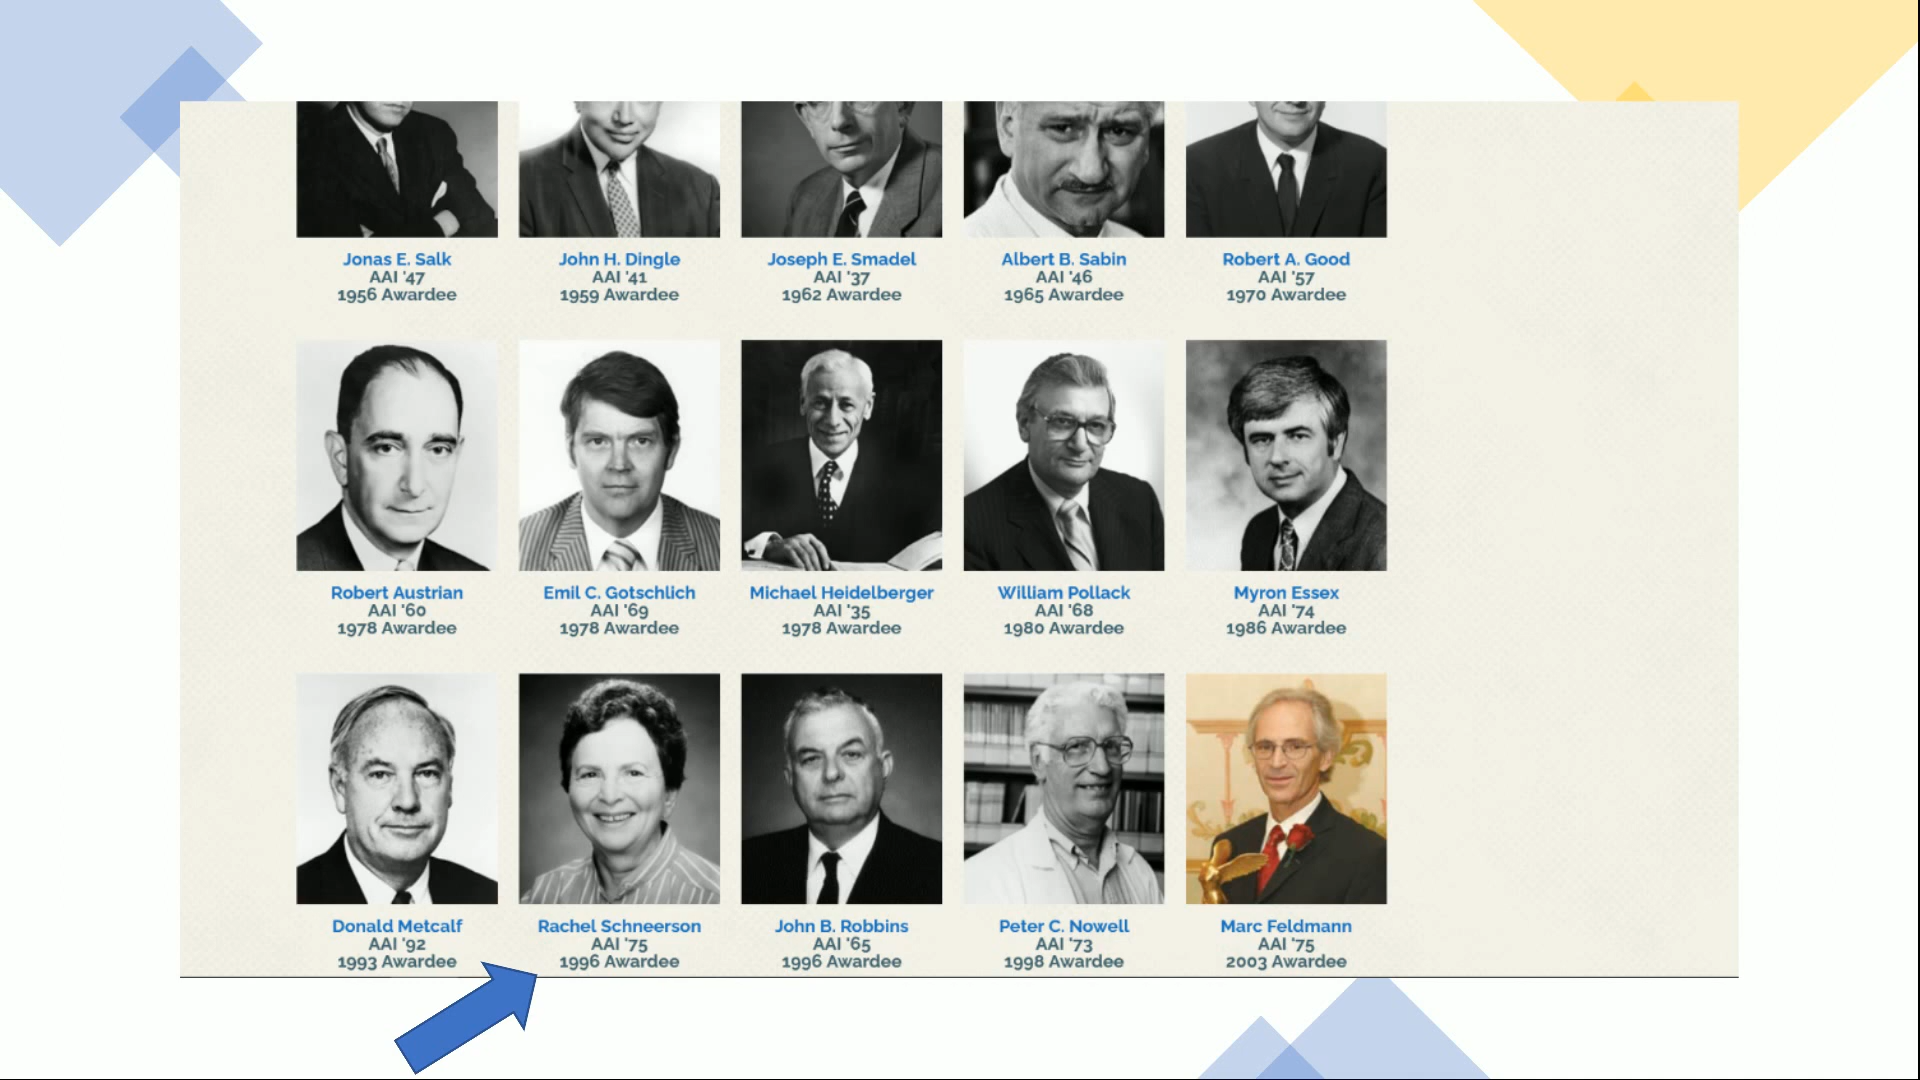 Jonas E. Salk
AAI '47
1956 Awardee
John H. Dingle
AAI '41
1959 Awardee
Joseph E. Smadel
AAI '37
1962 Awardee
Albert B. Sabin
AAI '46
1965 Awardee
Robert A. Good
AAI '57
1970 Awardee
Robert Austrian
AAI '60
1978 Awardee
Emil C. Gotschlich
AAI '69
1978 Awardee
Michael Heidelberger
AAI '35
1978 Awardee
William Pollack
AAI '68
1980 Awardee
Myron Essex
AAI '74
1986 Awardee
Donald Metcalf
AAI '92
1993 Awardee
Rachel Schneerson
AAI '75
1996 Awardee
John B. Robbins
AAI '65
1996 Awardee
Peter C. Nowell
AAI '73
1998 Awardee
Marc Feldmann
AAI '75
2003 Awardee